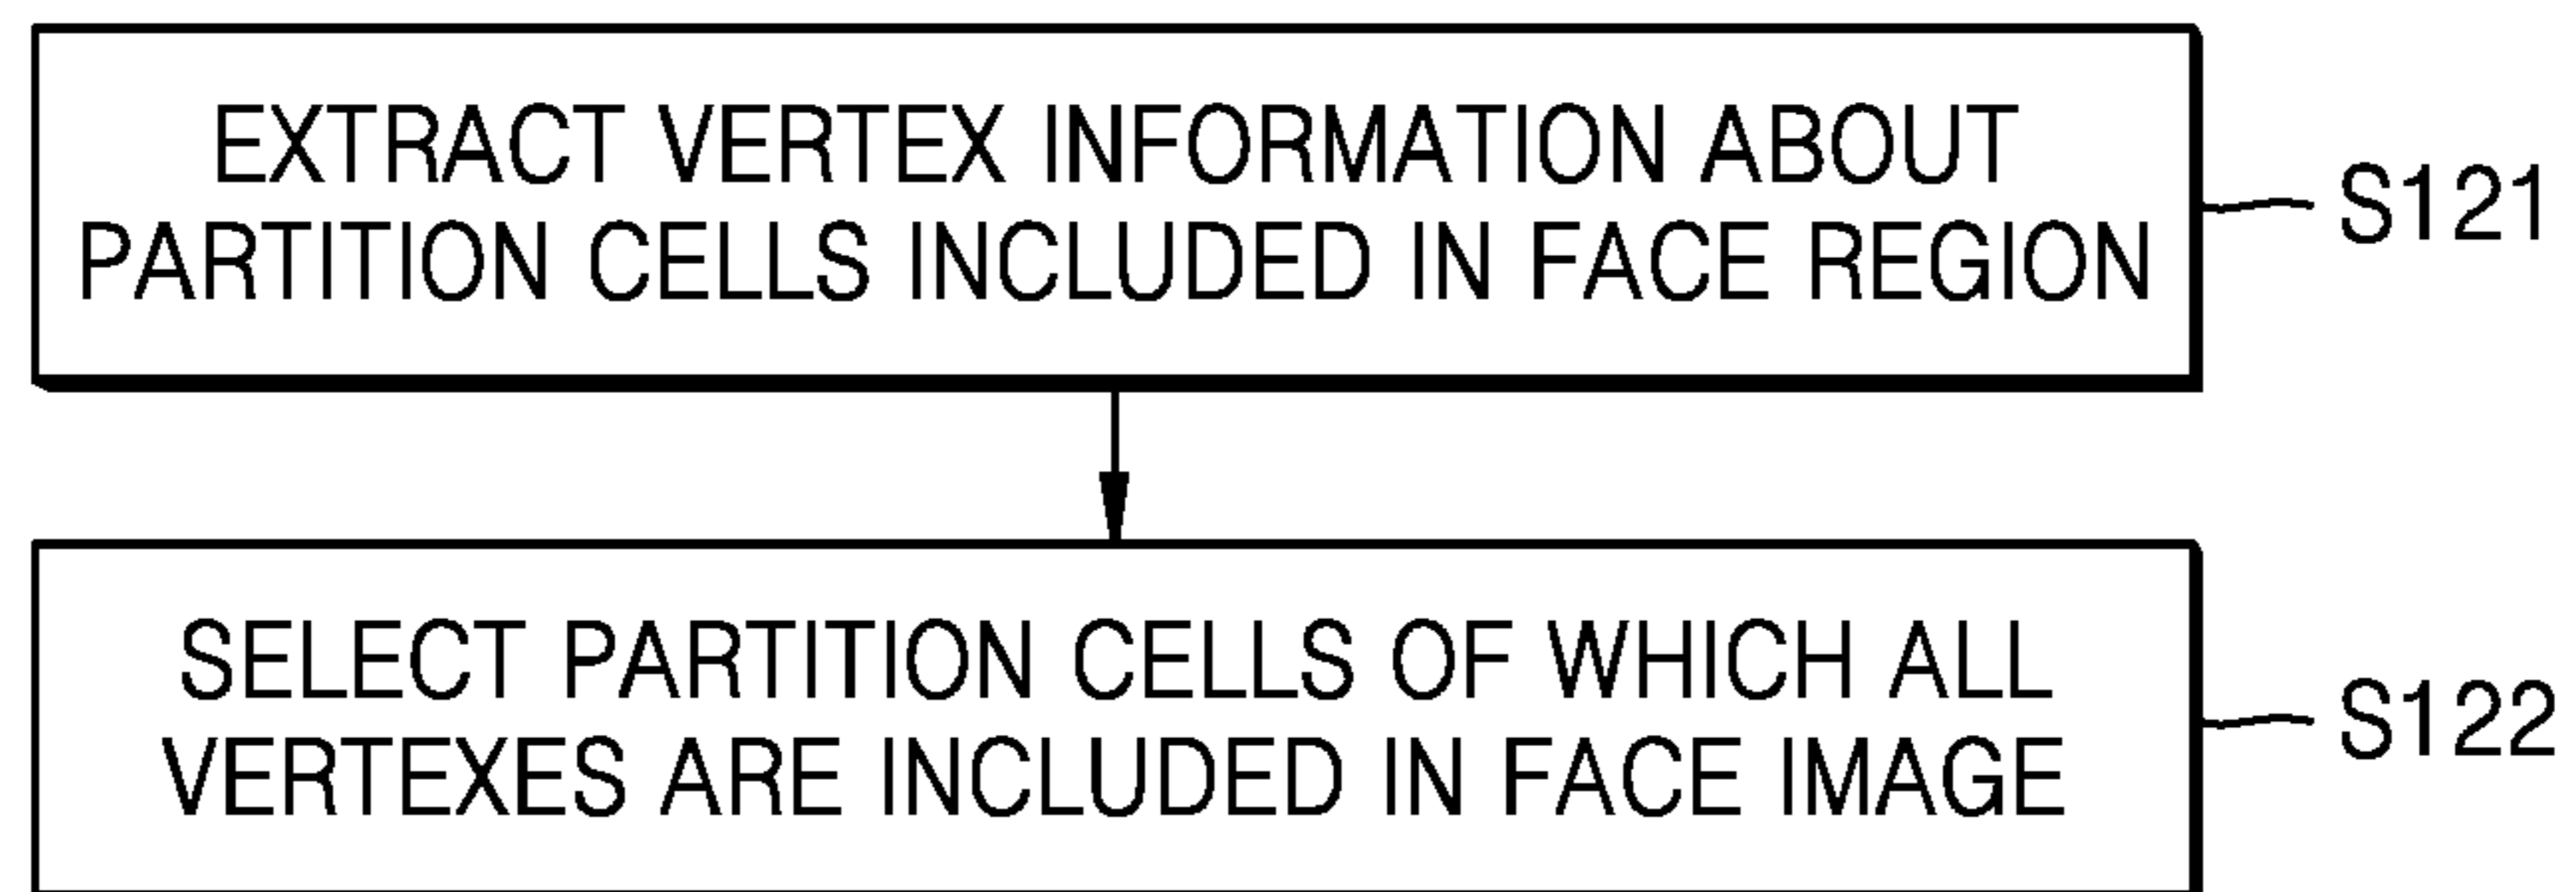 EXTRACT VERTEX INFORMATION ABOUT
PARTITION CELLS INCLUDED IN FACE REGION
S121
SELECT PARTITION CELLS OF WHICH ALL
VERTEXES ARE INCLUDED IN FACE IMAGE
S122